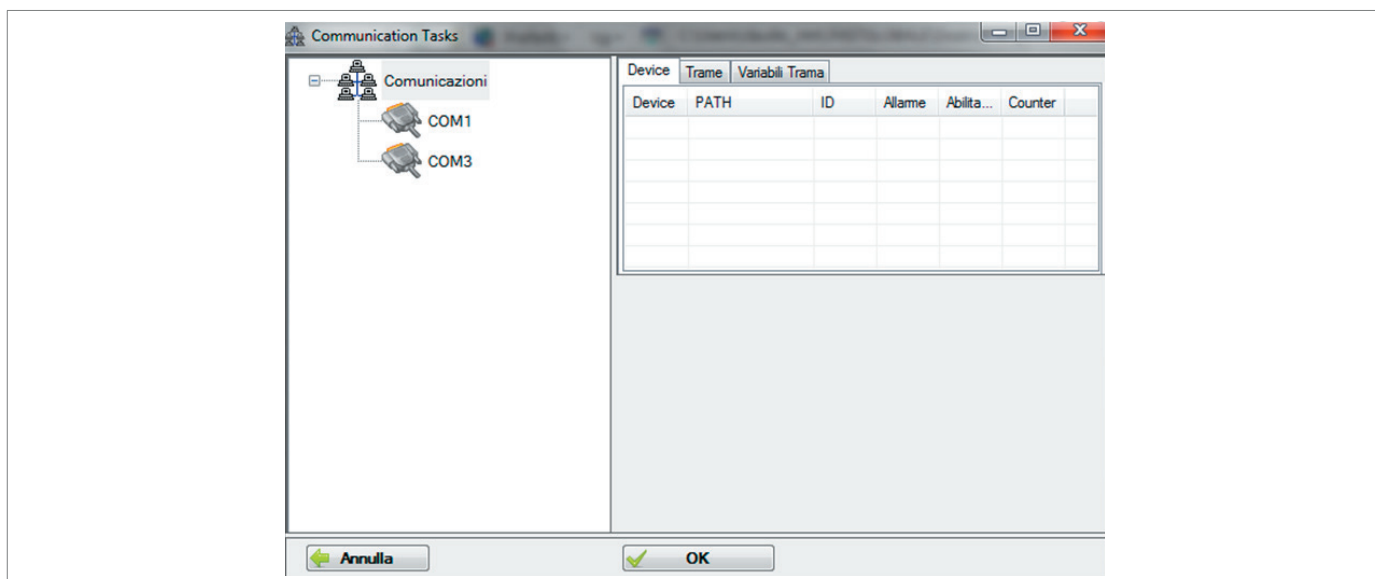 Communication Tasks
Comunicazioni
COM1
COM3
Device Trame Variabili Trama
Device PATH ID Allarme Abilita... Counter
Annulla OK